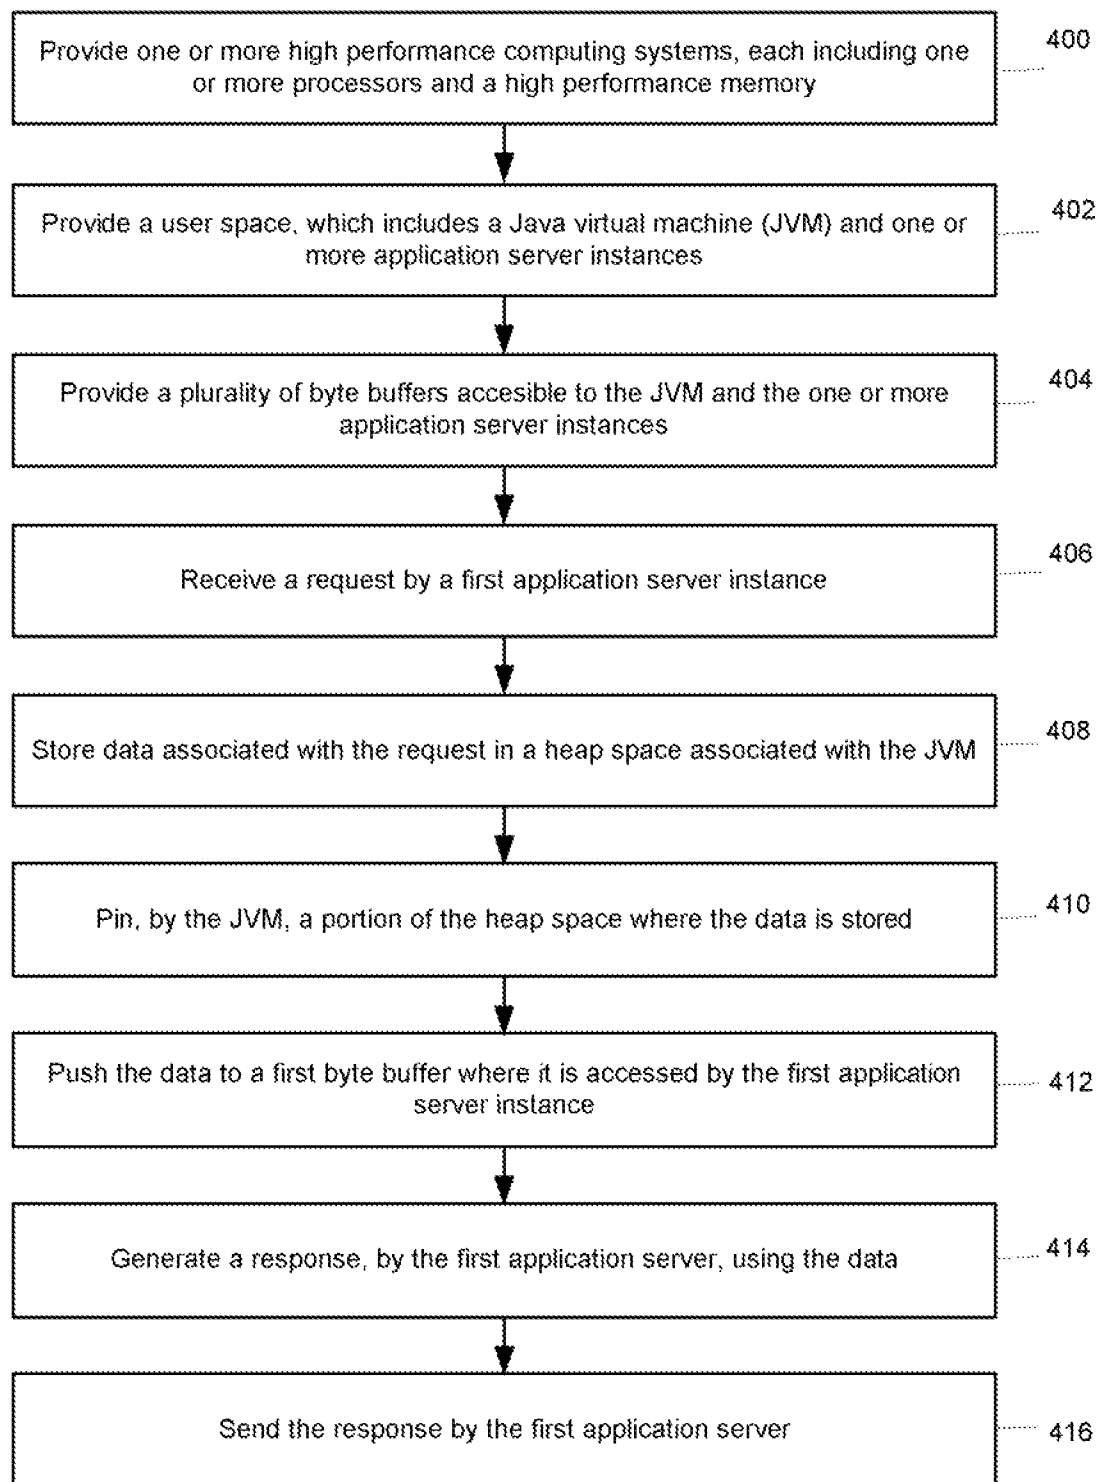 Provide one or more high performance computing systems, each including one
or more processors and a high performance memory
400
Provide a user space, which includes a Java virtual machine (JVM) and one or
more application server instances
402
Provide a plurality of byte buffers accesible to the JVM and the one or more
application server instances
404
Receive a request by a first application server instance
406
Store data associated with the request in a heap space associated with the JVM
408
Pin, by the JVM, a portion of the heap space where the data is stored
410
Push the data to a first byte buffer where it is accessed by the first application
server instance
412
Generate a response, by the first application server, using the data
414
Send the response by the first application server
416